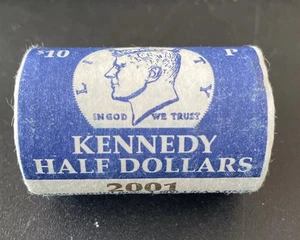 $10 P
LI TY
IN GOD WE TRUST
KENNEDY
HALF DOLLARS
2001